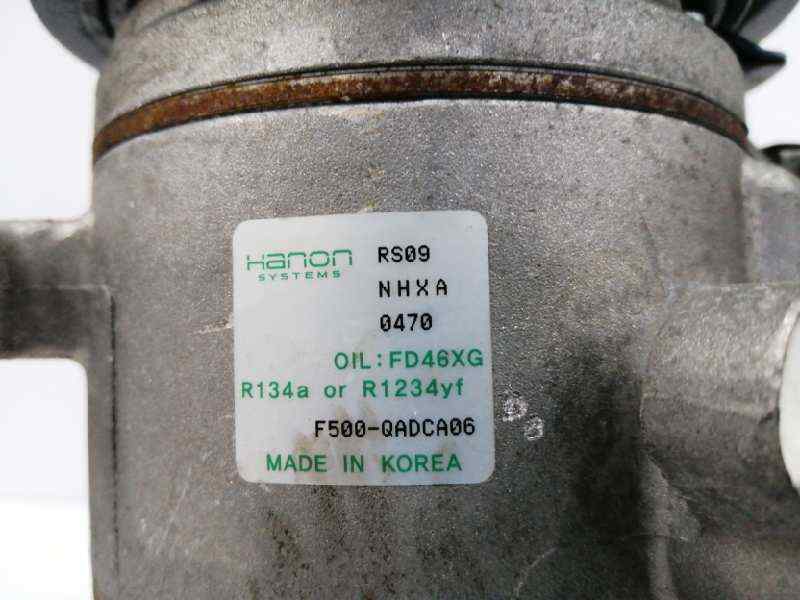 Hanon RS09
SYSTEMS
NHXA
0470
OIL:FD46XG
R134a or R1234yf
F500-QADCA06
MADE IN KOREA